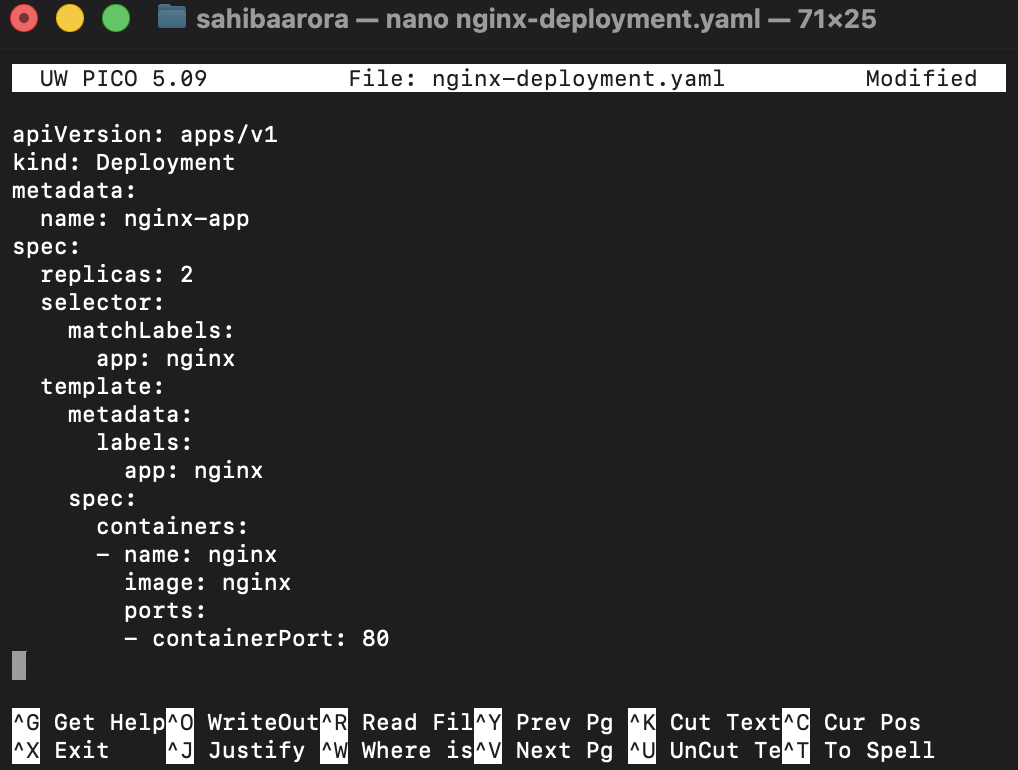 sahibaarora — nano nginx-deployment.yaml — 71×25
UW PICO 5.09 File: nginx-deployment.yaml Modified
apiVersion: apps/v1
kind: Deployment
metadata:
  name: nginx-app
spec:
  replicas: 2
  selector:
    matchLabels:
      app: nginx
  template:
    metadata:
      labels:
        app: nginx
    spec:
      containers:
      - name: nginx
        image: nginx
        ports:
        - containerPort: 80
^G Get Help^O WriteOut^R Read Fil^Y Prev Pg ^K Cut Text^C Cur Pos
^X Exit ^J Justify ^W Where is^V Next Pg ^U UnCut Te^T To Spell